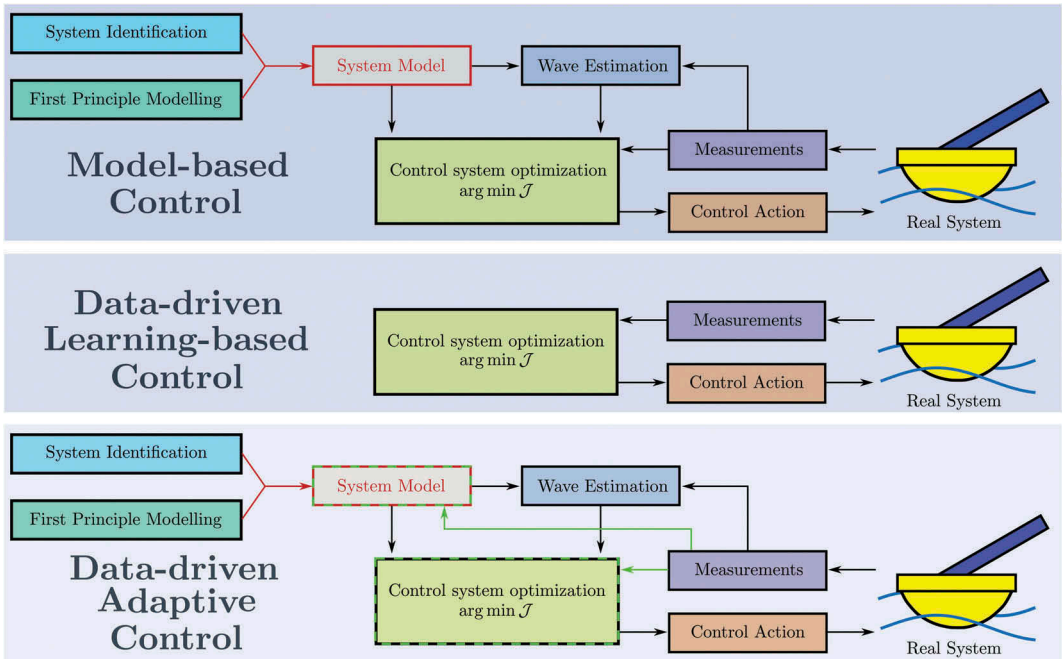 System Identification
First Principle Modelling
System Model
Wave Estimation
Model-based
Control
Control system optimization
arg min 𝒥
Measurements
Control Action
Real System
Data-driven
Learning-based
Control
Control system optimization
arg min 𝒥
Measurements
Control Action
Real System
System Identification
First Principle Modelling
System Model
Wave Estimation
Data-driven
Adaptive
Control
Control system optimization
arg min 𝒥
Measurements
Control Action
Real System